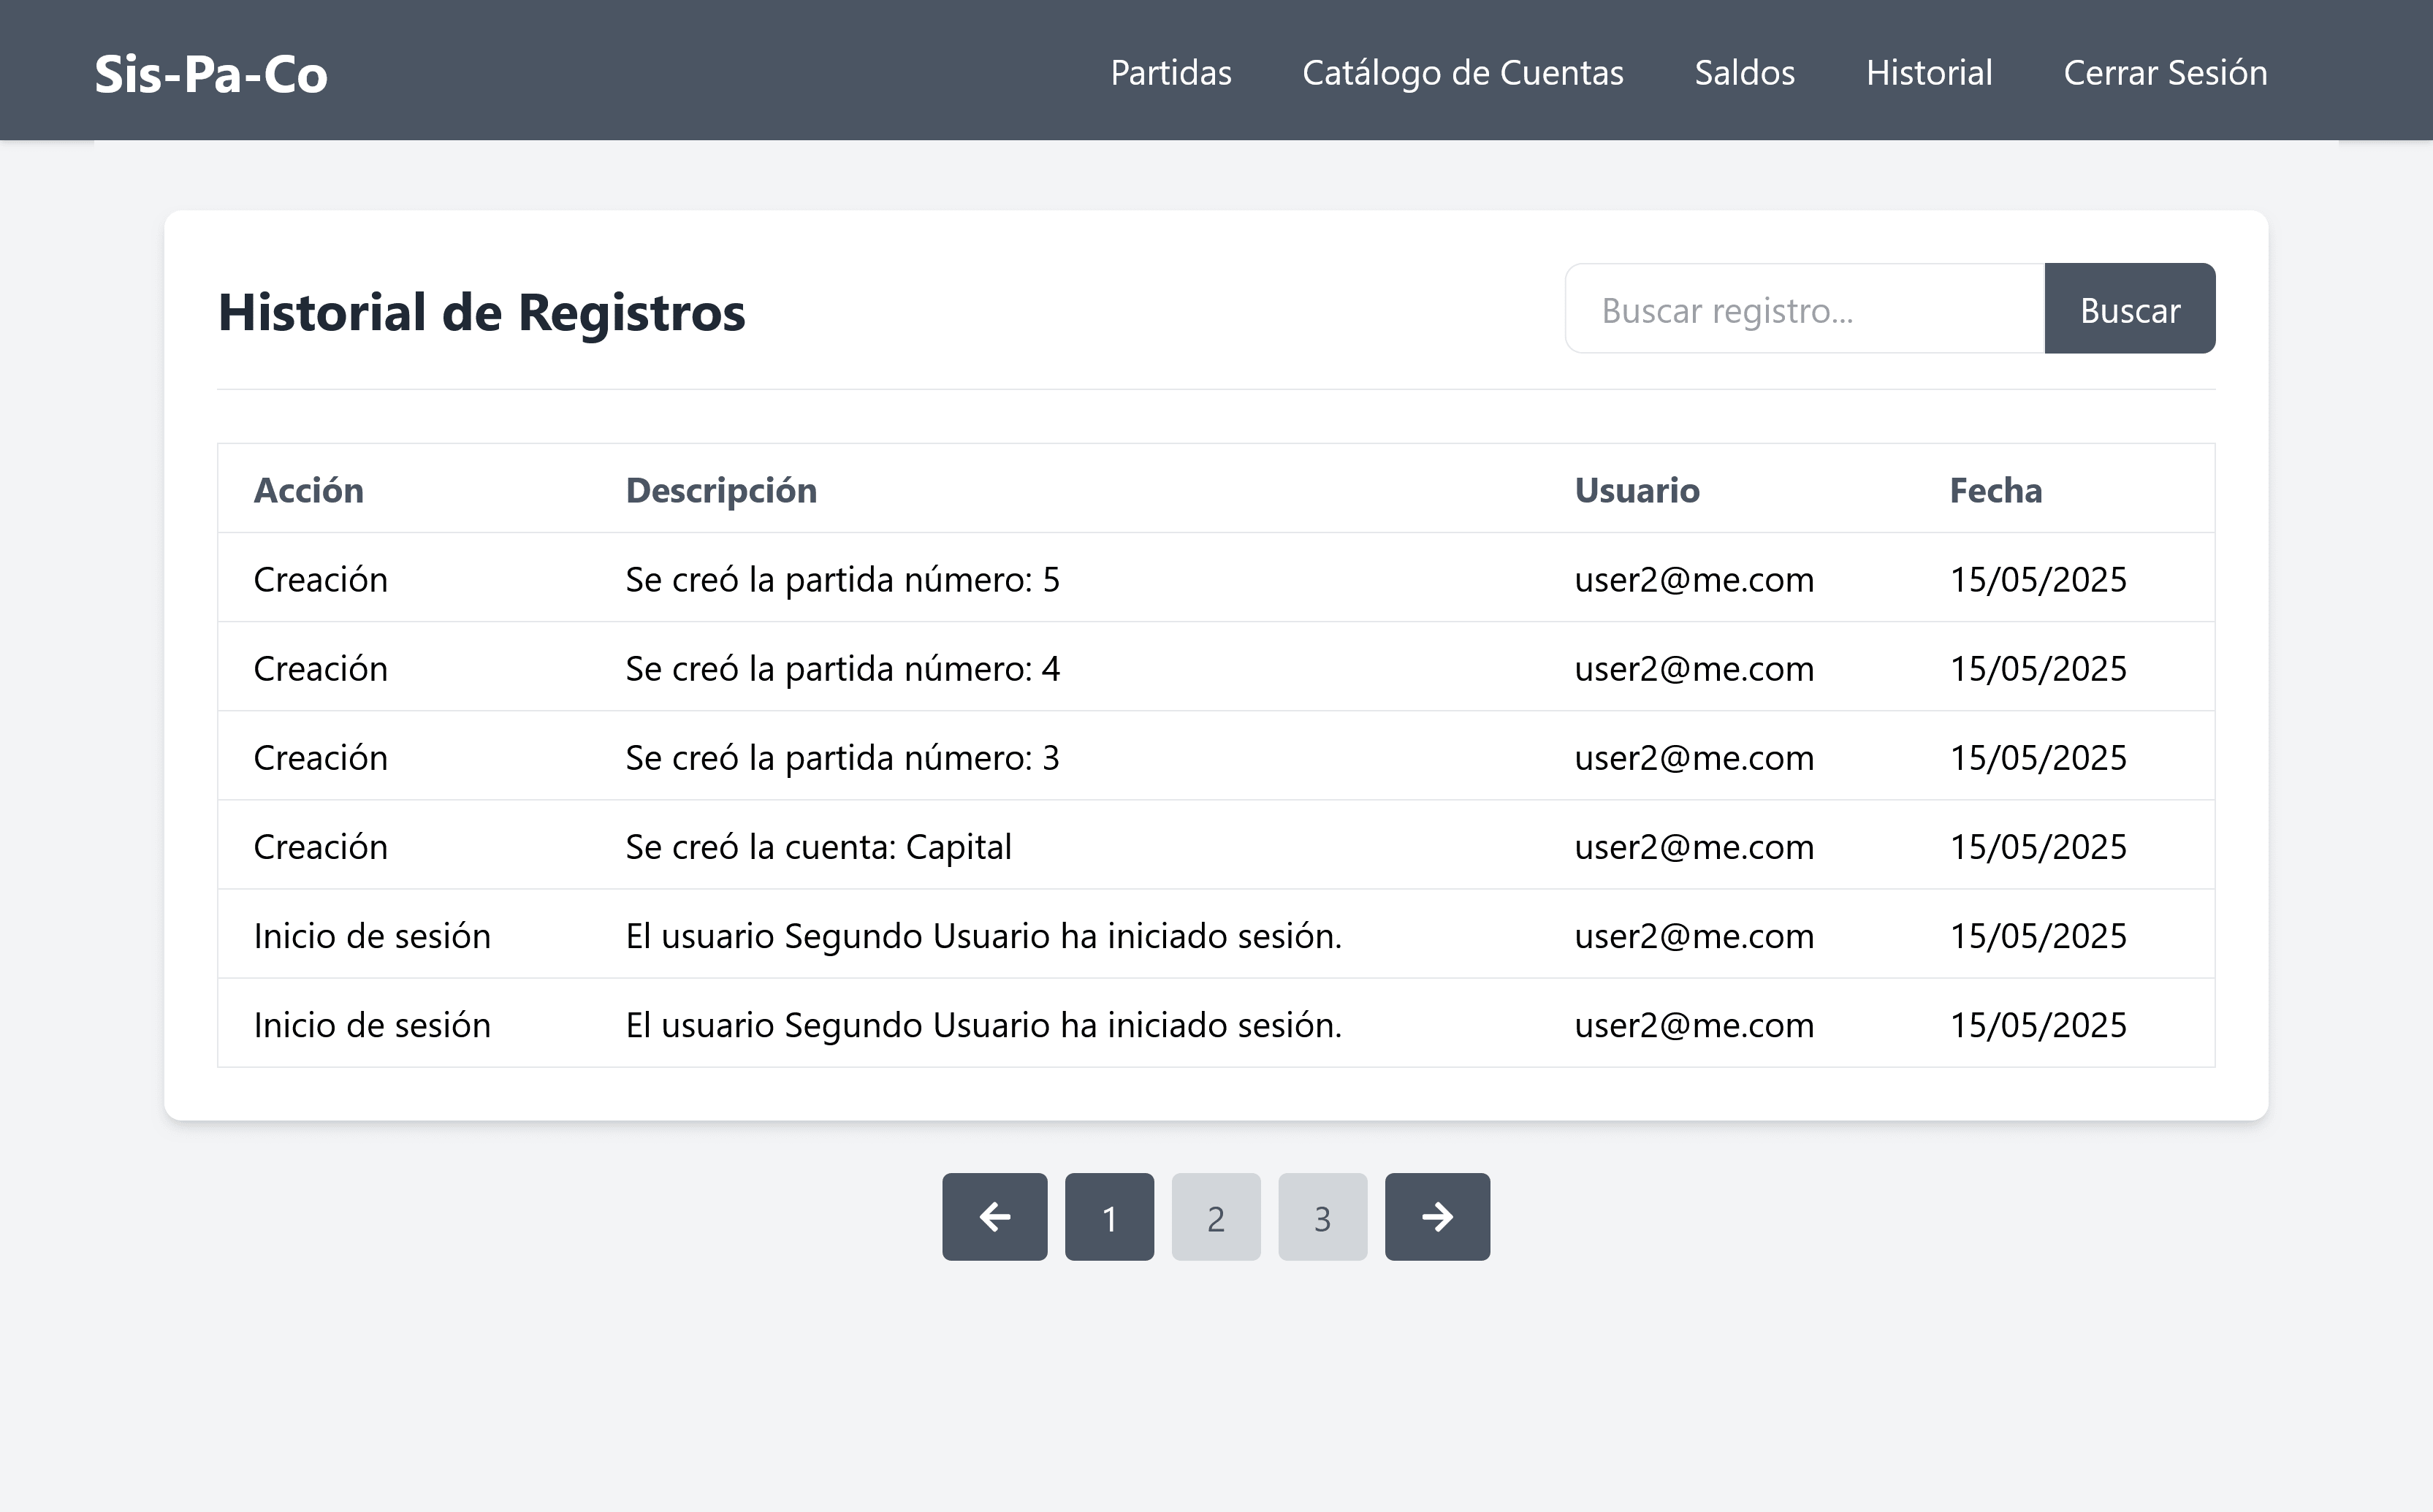 Sis-Pa-Co Partidas Catálogo de Cuentas Saldos Historial Cerrar Sesión
Historial de Registros Buscar registro... Buscar
Acción Descripción Usuario Fecha
Creación Se creó la partida número: 5 user2@me.com 15/05/2025
Creación Se creó la partida número: 4 user2@me.com 15/05/2025
Creación Se creó la partida número: 3 user2@me.com 15/05/2025
Creación Se creó la cuenta: Capital user2@me.com 15/05/2025
Inicio de sesión El usuario Segundo Usuario ha iniciado sesión. user2@me.com 15/05/2025
Inicio de sesión El usuario Segundo Usuario ha iniciado sesión. user2@me.com 15/05/2025
1 2 3